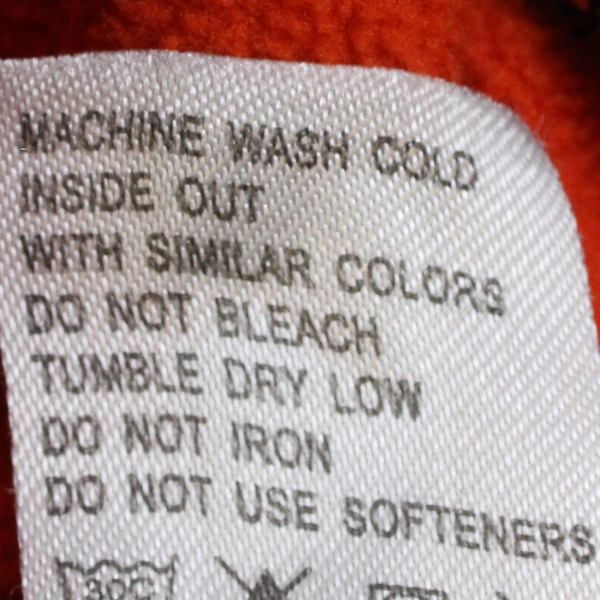 MACHINE WASH COLD
INSIDE OUT
WITH SIMILAR COLORS
DO NOT BLEACH
TUMBLE DRY LOW
DO NOT IRON
DO NOT USE SOFTENERS
30C